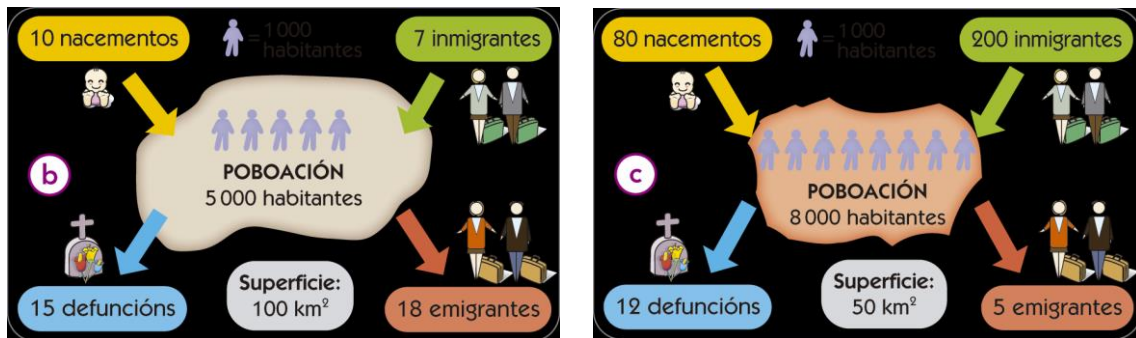 10 nacementos
= 1 000
habitantes
7 inmigrantes
b
POBOACIÓN
5 000 habitantes
15 defuncións
Superficie:
100 km²
18 emigrantes
80 nacementos
= 1 000
habitantes
200 inmigrantes
c
POBOACIÓN
8 000 habitantes
12 defuncións
Superficie:
50 km²
5 emigrantes